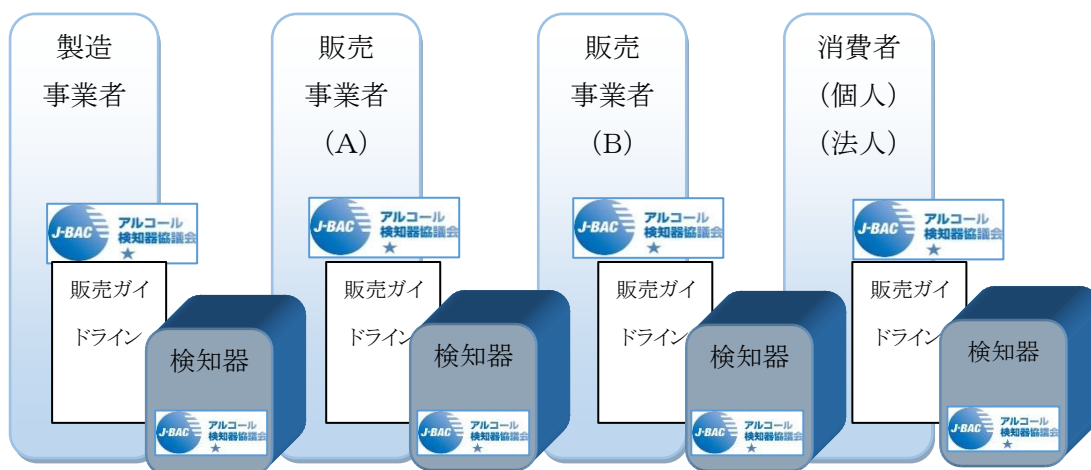 製造
事業者
J-BAC
アルコール
検知器協議会
★
販売ガイ
ドライン
検知器
J-BAC
アルコール
検知器協議会
★
販売
事業者
(A)
J-BAC
アルコール
検知器協議会
★
販売ガイ
ドライン
検知器
J-BAC
アルコール
検知器協議会
★
販売
事業者
(B)
J-BAC
アルコール
検知器協議会
★
販売ガイ
ドライン
検知器
J-BAC
アルコール
検知器協議会
★
消費者
(個人)
(法人)
J-BAC
アルコール
検知器協議会
★
販売ガイ
ドライン
検知器
J-BAC
アルコール
検知器協議会
★